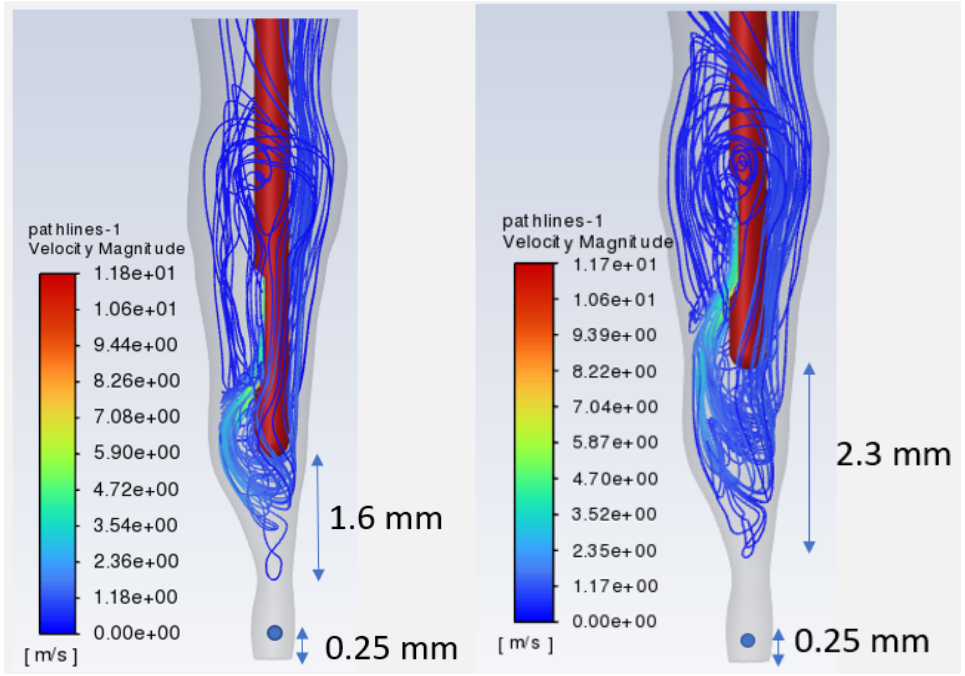 pathlines-1
Velocity Magnitude
1.18e+01
1.06e+01
9.44e+00
8.26e+00
7.08e+00
5.90e+00
4.72e+00
3.54e+00
2.36e+00
1.18e+00
0.00e+00
[ m/s ]
1.6 mm
0.25 mm
pathlines-1
Velocity Magnitude
1.17e+01
1.06e+01
9.39e+00
8.22e+00
7.04e+00
5.87e+00
4.70e+00
3.52e+00
2.35e+00
1.17e+00
0.00e+00
[ m/s ]
2.3 mm
0.25 mm